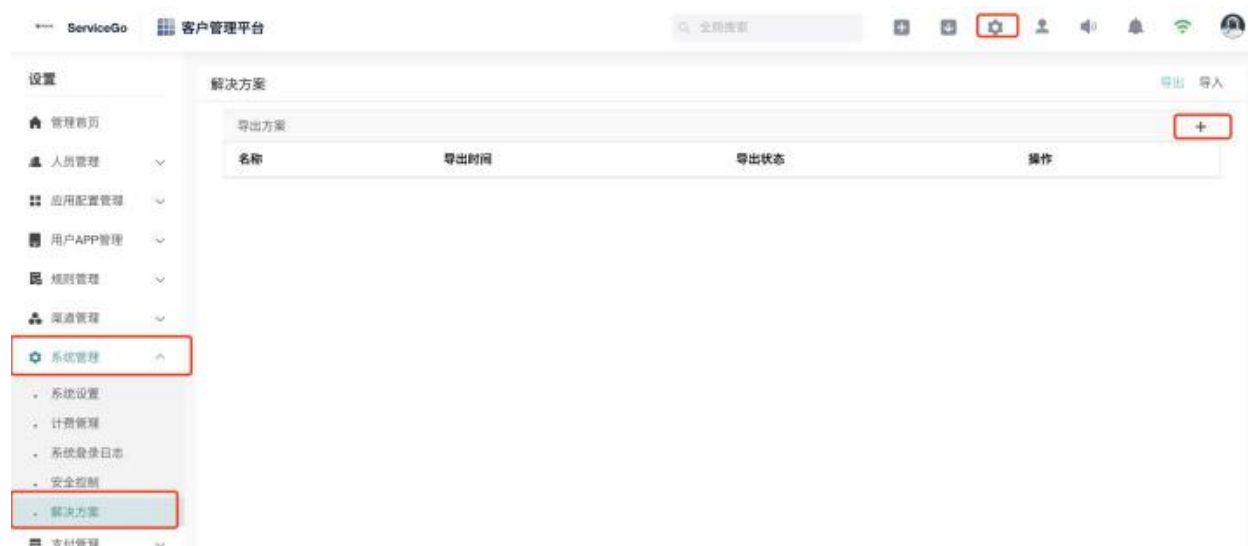 ServiceGo
客户管理平台
全局搜索
设置
管理首页
人员管理
应用配置管理
用户APP管理
规则管理
渠道管理
系统管理
系统设置
计费管理
系统登录日志
安全控制
解决方案
支付管理
解决方案
导出 导入
导出方案
+
名称 导出时间 导出状态 操作